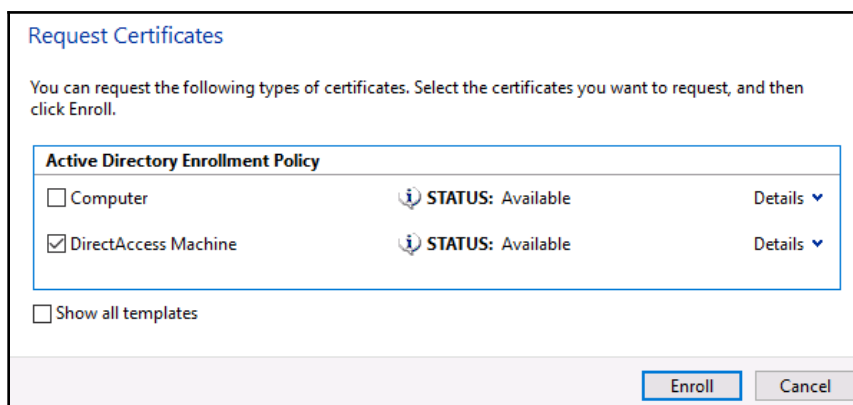 Request Certificates
You can request the following types of certificates. Select the certificates you want to request, and then
click Enroll.
Active Directory Enrollment Policy
Computer STATUS: Available Details
DirectAccess Machine STATUS: Available Details
Show all templates
Enroll Cancel